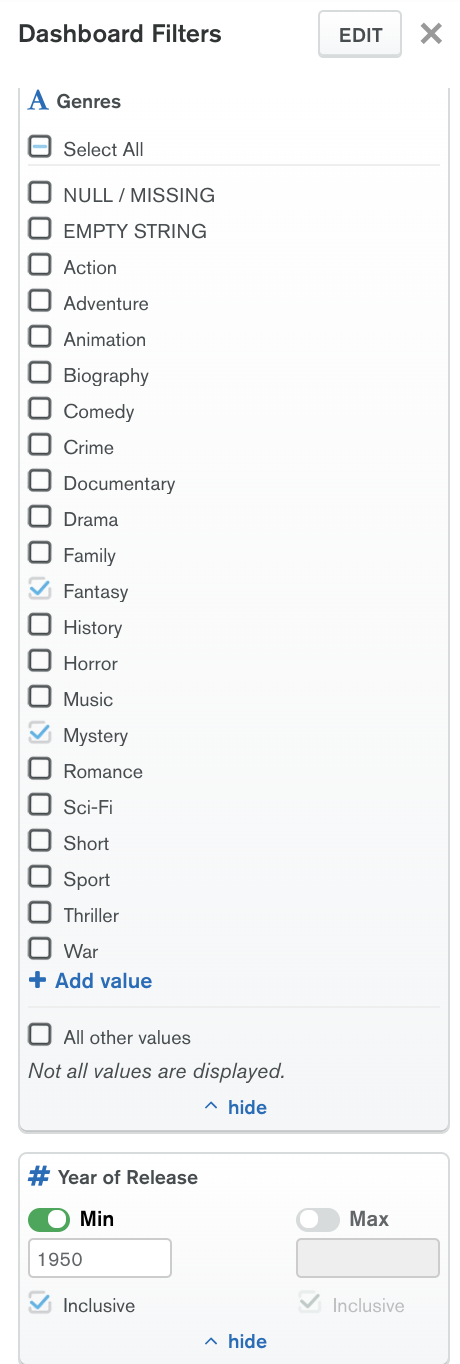 Dashboard Filters EDIT
A Genres
Select All
NULL / MISSING
EMPTY STRING
Action
Adventure
Animation
Biography
Comedy
Crime
Documentary
Drama
Family
Fantasy
History
Horror
Music
Mystery
Romance
Sci-Fi
Short
Sport
Thriller
War
+ Add value
All other values
Not all values are displayed.
hide
# Year of Release
Min Max
1950
Inclusive Inclusive
hide